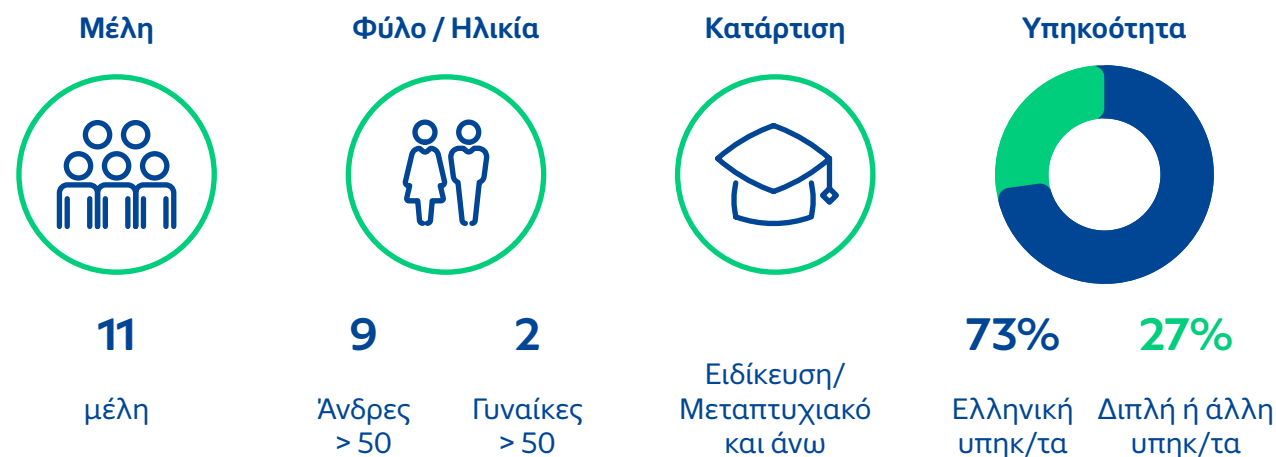 Μέλη
Φύλο / Ηλικία
Κατάρτιση
Υπηκοότητα
11
μέλη
9
Άνδρες
> 50
2
Γυναίκες
> 50
Ειδίκευση/
Μεταπτυχιακό
και άνω
73%
Ελληνική
υπηκ/τα
27%
Διπλή ή άλλη
υπηκ/τα